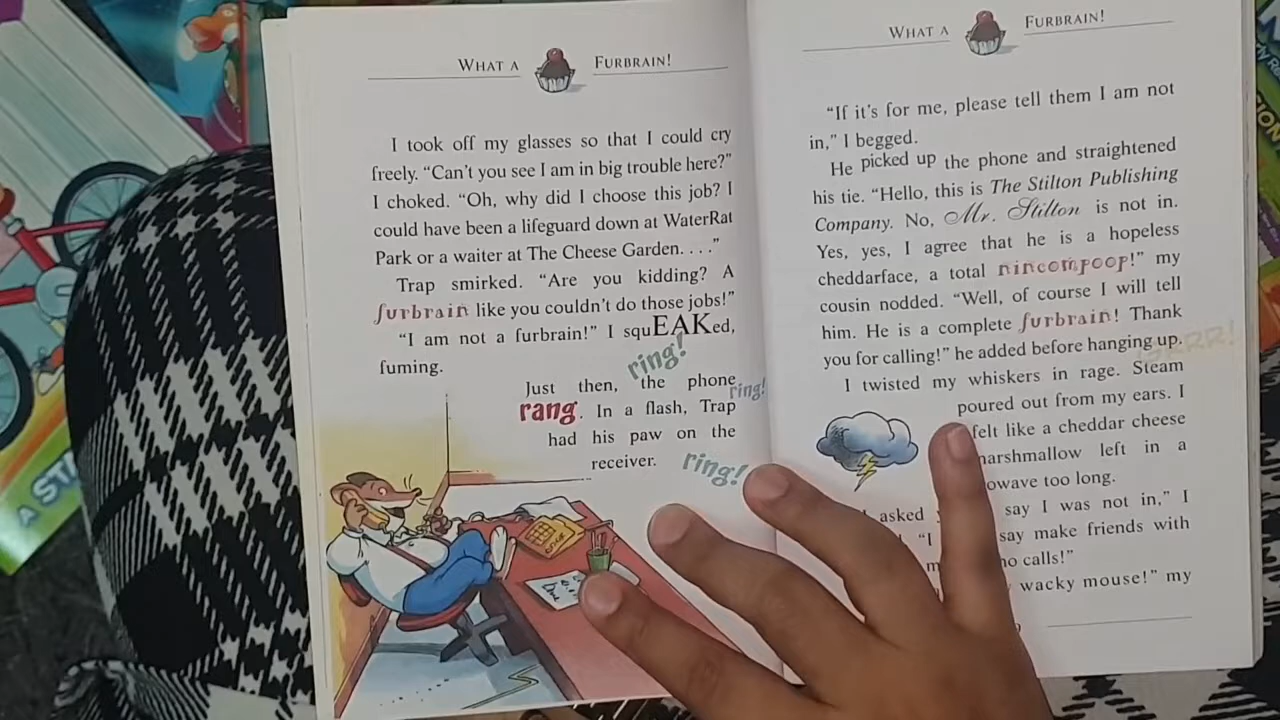 WHAT A FURBRAIN!
I took off my glasses so that I could cry
freely. “Can’t you see I am in big trouble here?”
I choked. “Oh, why did I choose this job? I
could have been a lifeguard down at WaterRat
Park or a waiter at The Cheese Garden. . . .”
Trap smirked. “Are you kidding? A
furbrain like you couldn’t do those jobs!”
“I am not a furbrain!” I squEAKed,
fuming.
ring!
Just then, the phone
ring!
rang. In a flash, Trap
had his paw on the
receiver.
ring!
WHAT A FURBRAIN!
“If it’s for me, please tell them I am not
in,” I begged.
He picked up the phone and straightened
his tie. “Hello, this is The Stilton Publishing
Company. No, Mr. Stilton is not in.
Yes, yes, I agree that he is a hopeless
cheddarface, a total nincompoop!” my
cousin nodded. “Well, of course I will tell
him. He is a complete furbrain! Thank
you for calling!” he added before hanging up.
I twisted my whiskers in rage. Steam
poured out from my ears. I
felt like a cheddar cheese
left in a
too long.
asked say I was not in,” I
“I say make friends with
calls!”
wacky mouse!” my
A STA